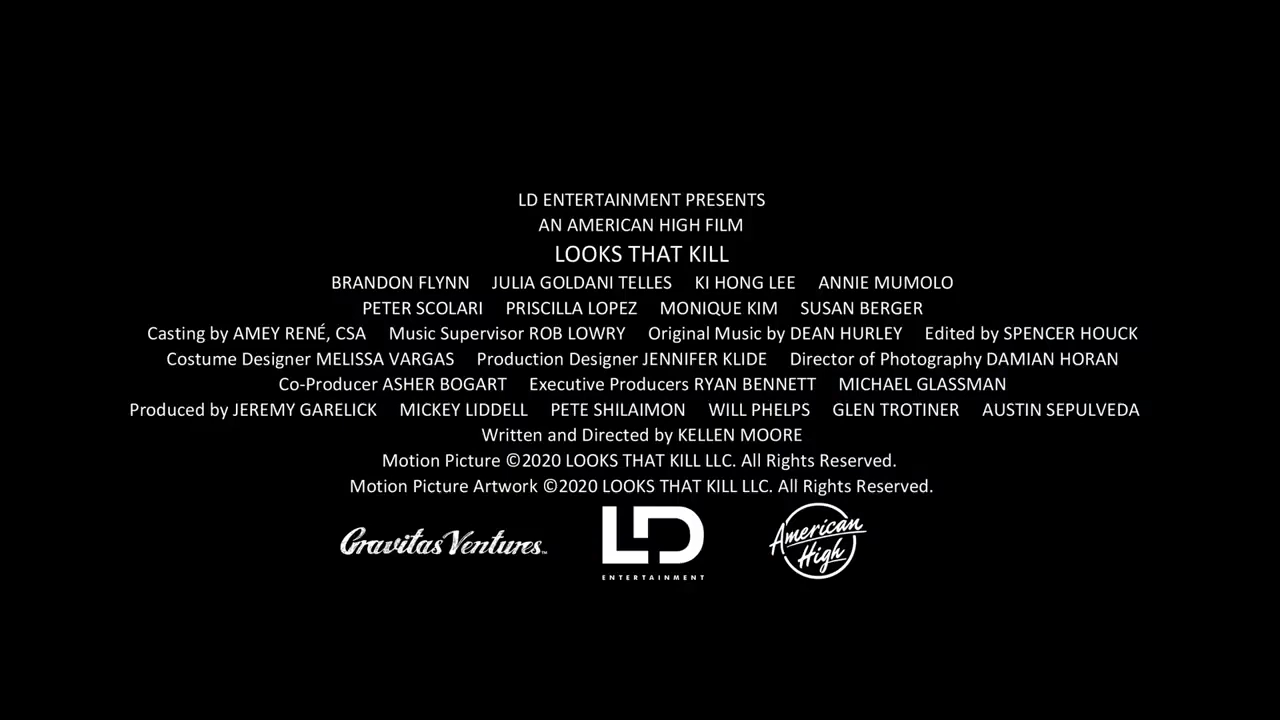 LD ENTERTAINMENT PRESENTS
AN AMERICAN HIGH FILM
LOOKS THAT KILL
BRANDON FLYNN JULIA GOLDANI TELLES KI HONG LEE ANNIE MUMOLO
PETER SCOLARI PRISCILLA LOPEZ MONIQUE KIM SUSAN BERGER
Casting by AMEY RENÉ, CSA Music Supervisor ROB LOWRY Original Music by DEAN HURLEY Edited by SPENCER HOUCK
Costume Designer MELISSA VARGAS Production Designer JENNIFER KLIDE Director of Photography DAMIAN HORAN
Co-Producer ASHER BOGART Executive Producers RYAN BENNETT MICHAEL GLASSMAN
Produced by JEREMY GARELICK MICKEY LIDDELL PETE SHILAIMON WILL PHELPS GLEN TROTINER AUSTIN SEPULVEDA
Written and Directed by KELLEN MOORE
Motion Picture ©2020 LOOKS THAT KILL LLC. All Rights Reserved.
Motion Picture Artwork ©2020 LOOKS THAT KILL LLC. All Rights Reserved.
Gravitas Ventures™
LD
ENTERTAINMENT
American
High